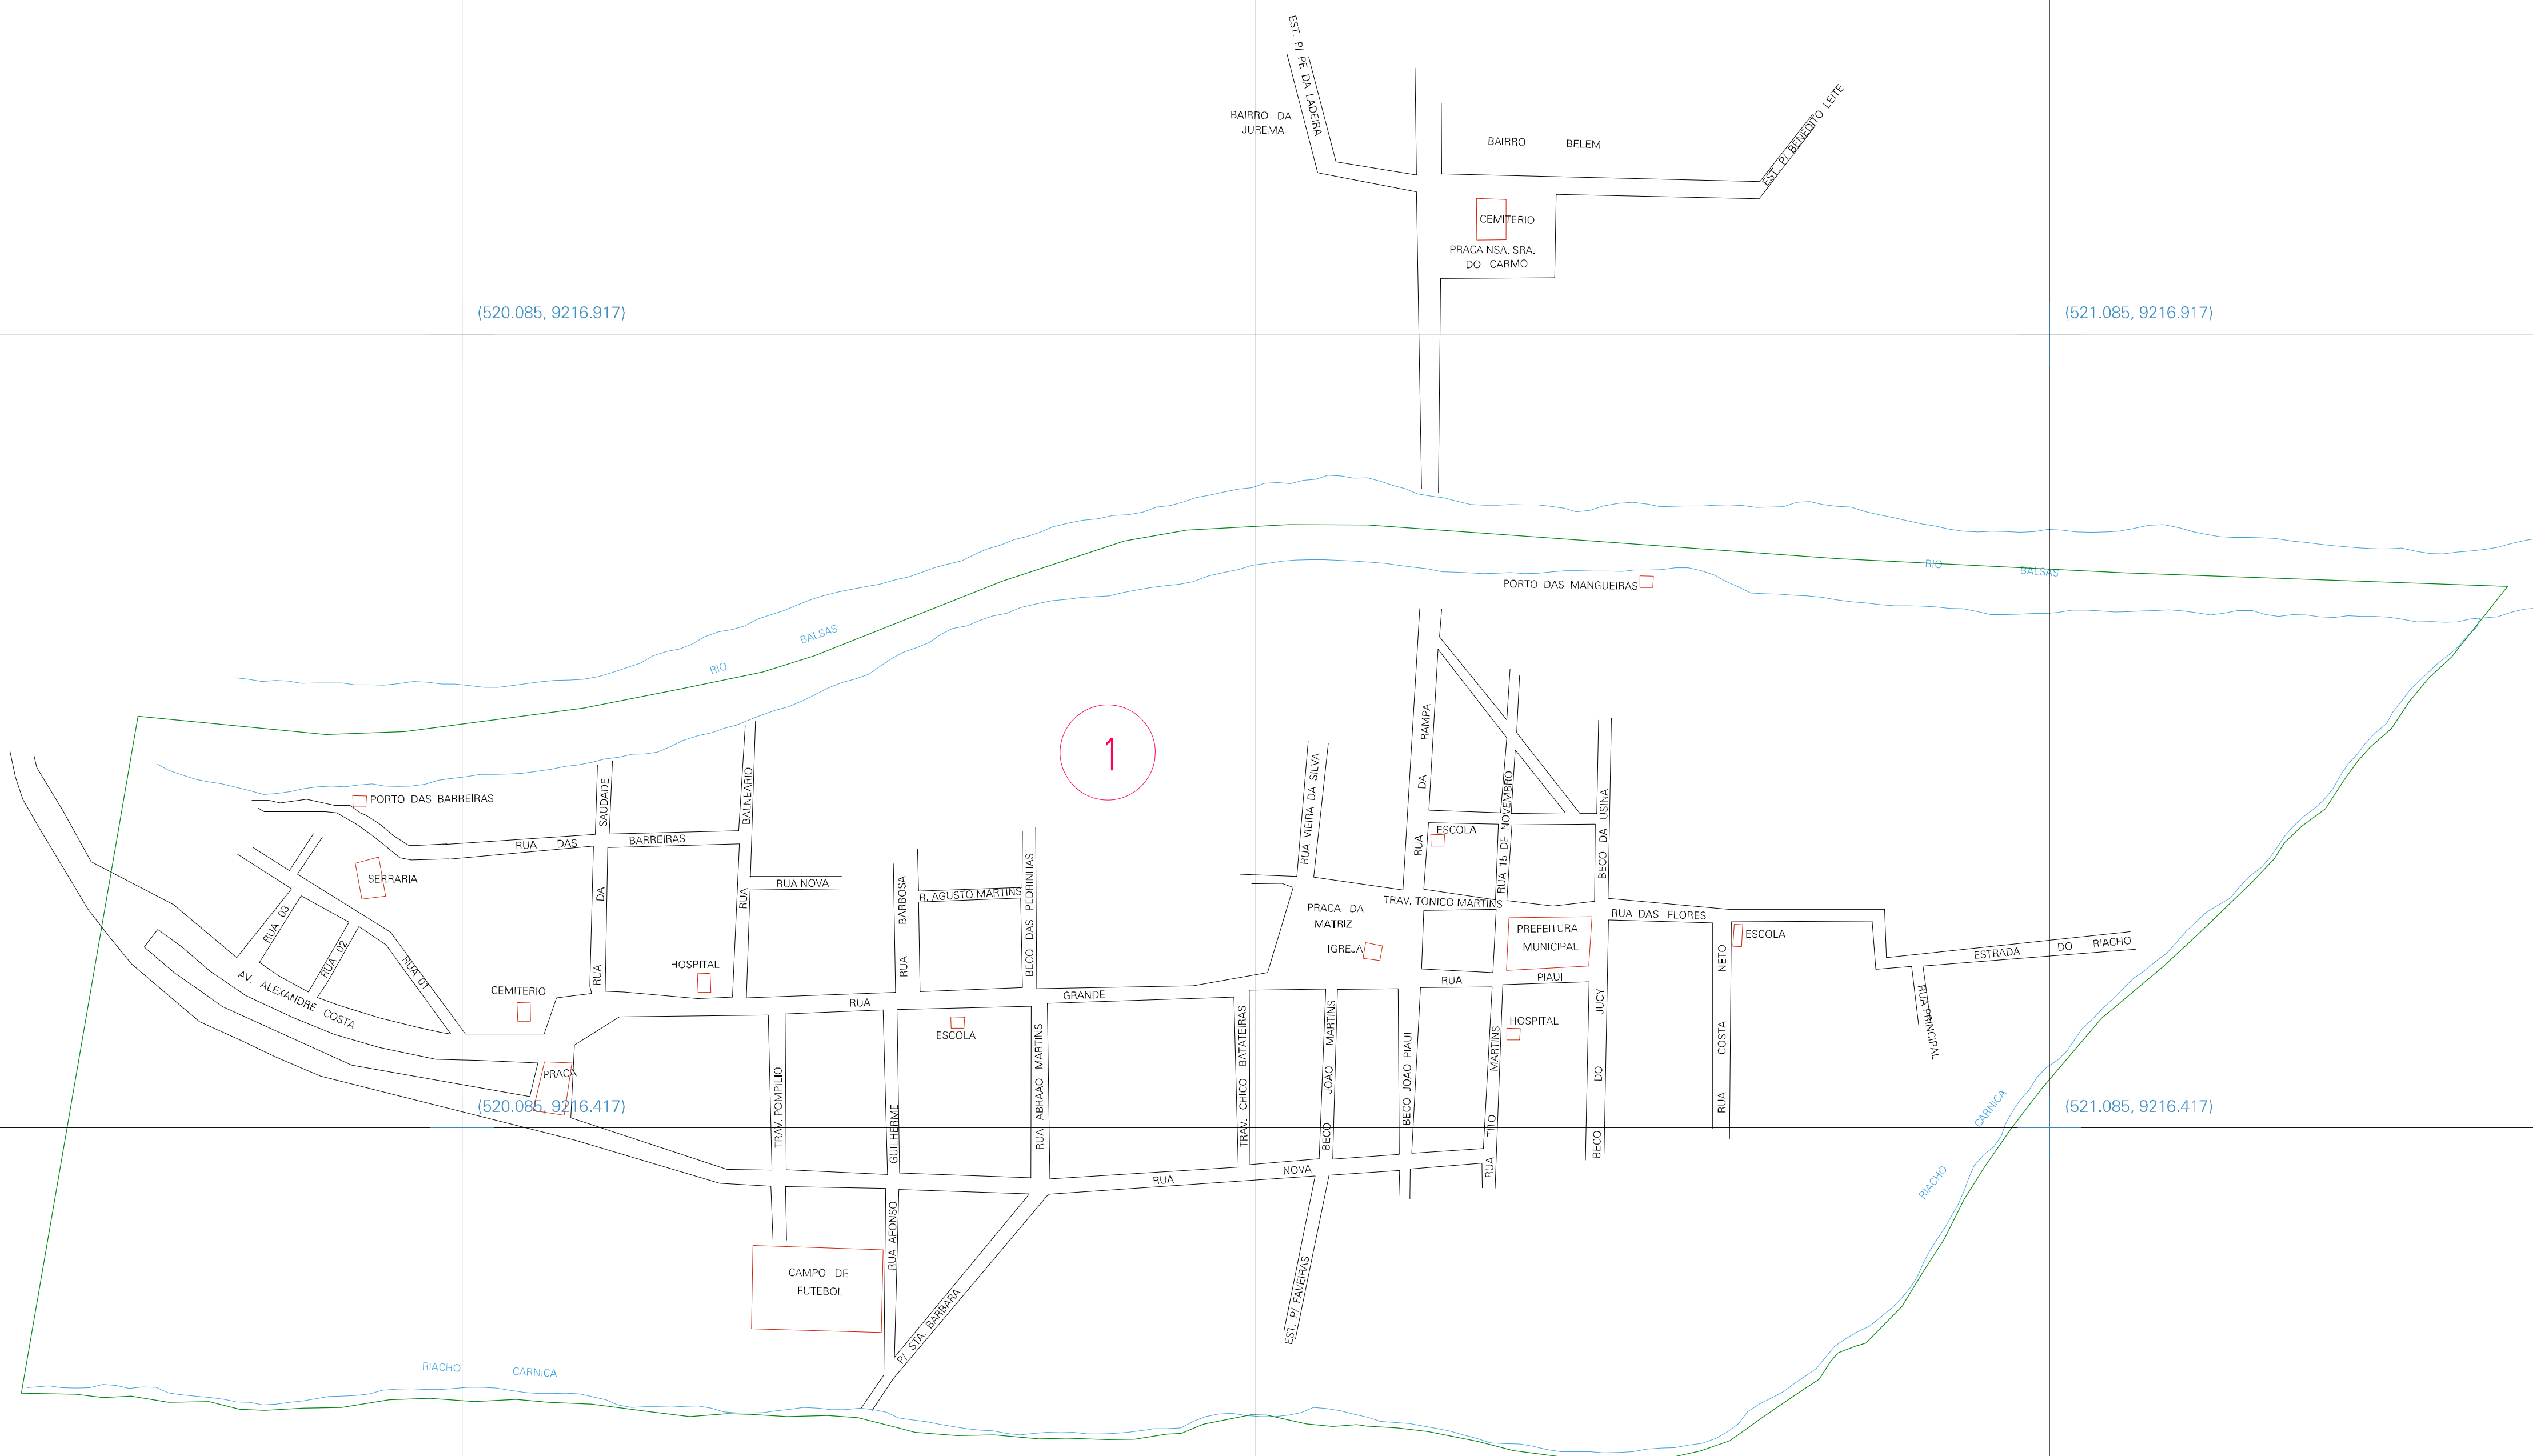 EST. P/ PE DA LADEIRA
BAIRRO DA
JUREMA
BAIRRO BELEM
EST. P/ BENEDITO LEITE
CEMITERIO
PRACA NSA. SRA.
DO CARMO
(520.085, 9216.917)
(521.085, 9216.917)
RIO BALSAS
PORTO DAS MANGUEIRAS
RIO BALSAS
1
PORTO DAS BARREIRAS
RUA DAS BARREIRAS
RUA DA SAUDADE
RUA BALNEARIO
RUA NOVA
SERRARIA
RUA 03
RUA 02
RUA 01
AV. ALEXANDRE COSTA
CEMITERIO
HOSPITAL
RUA BARBOSA
R. AGUSTO MARTINS
BECO DAS PEDRINHAS
RUA VIEIRA DA SILVA
RUA DA RAMPA
RUA 15 DE NOVEMBRO
BECO DA USINA
ESCOLA
TRAV. TONICO MARTINS
PRACA DA
MATRIZ
IGREJA
PREFEITURA
MUNICIPAL
RUA DAS FLORES
ESCOLA
ESTRADA DO RIACHO
RUA PRINCIPAL
RUA GRANDE
RUA PIAUI
ESCOLA
HOSPITAL
PRACA
(520.085, 9216.417)
(521.085, 9216.417)
TRAV. POMPILIO
RUA AFONSO GUILHERME
RUA ABRAAO MARTINS
TRAV. CHICO BATATEIRAS
BECO JOAO MARTINS
BECO JOAO PIAUI
RUA TITO MARTINS
BECO DO JUCY
RUA COSTA NETO
RIACHO CARNICA
RUA NOVA
CAMPO DE
FUTEBOL
P/ STA. BARBARA
EST. P/ FAVEIRAS
RIACHO CARNICA